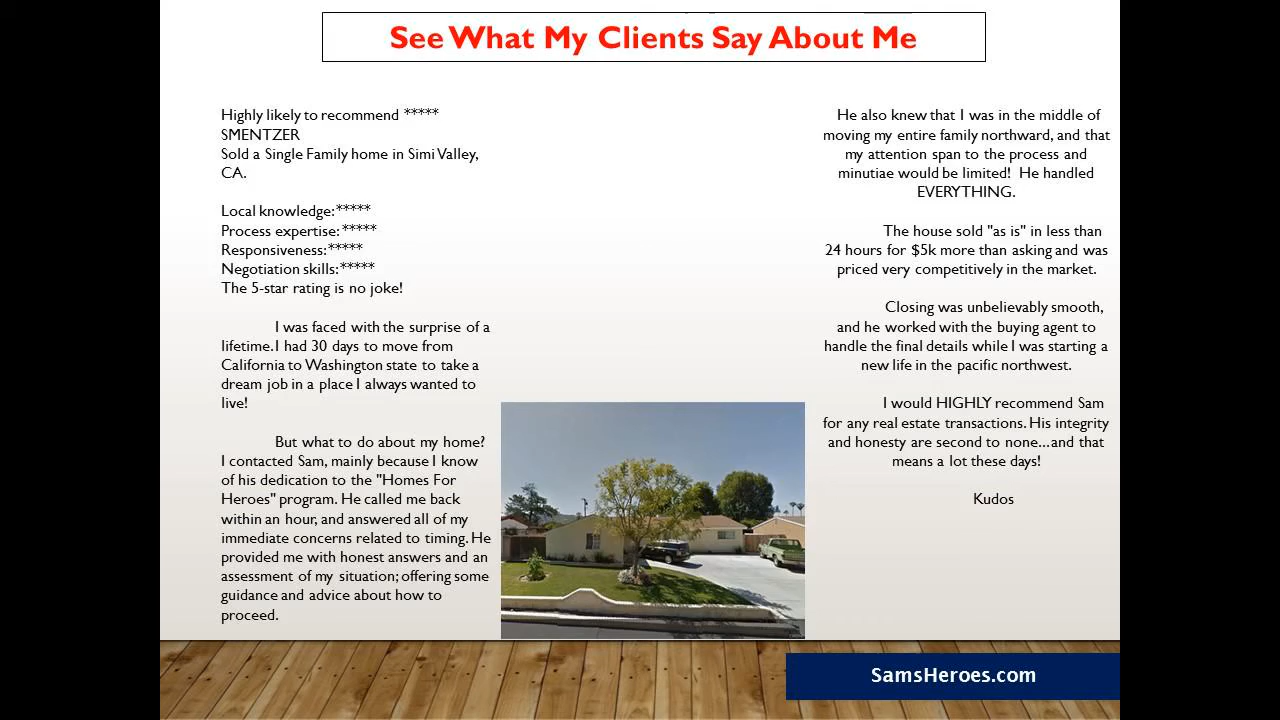 See What My Clients Say About Me
Highly likely to recommend *****
SMENTZER
Sold a Single Family home in Simi Valley,
CA.
Local knowledge:*****
Process expertise:*****
Responsiveness:*****
Negotiation skills:*****
The 5-star rating is no joke!
I was faced with the surprise of a
lifetime. I had 30 days to move from
California to Washington state to take a
dream job in a place I always wanted to
live!
But what to do about my home?
I contacted Sam, mainly because I know
of his dedication to the "Homes For
Heroes" program. He called me back
within an hour, and answered all of my
immediate concerns related to timing. He
provided me with honest answers and an
assessment of my situation; offering some
guidance and advice about how to
proceed.
He also knew that I was in the middle of
moving my entire family northward, and that
my attention span to the process and
minutiae would be limited! He handled
EVERYTHING.
The house sold "as is" in less than
24 hours for $5k more than asking and was
priced very competitively in the market.
Closing was unbelievably smooth,
and he worked with the buying agent to
handle the final details while I was starting a
new life in the pacific northwest.
I would HIGHLY recommend Sam
for any real estate transactions. His integrity
and honesty are second to none...and that
means a lot these days!
Kudos
SamsHeroes.com